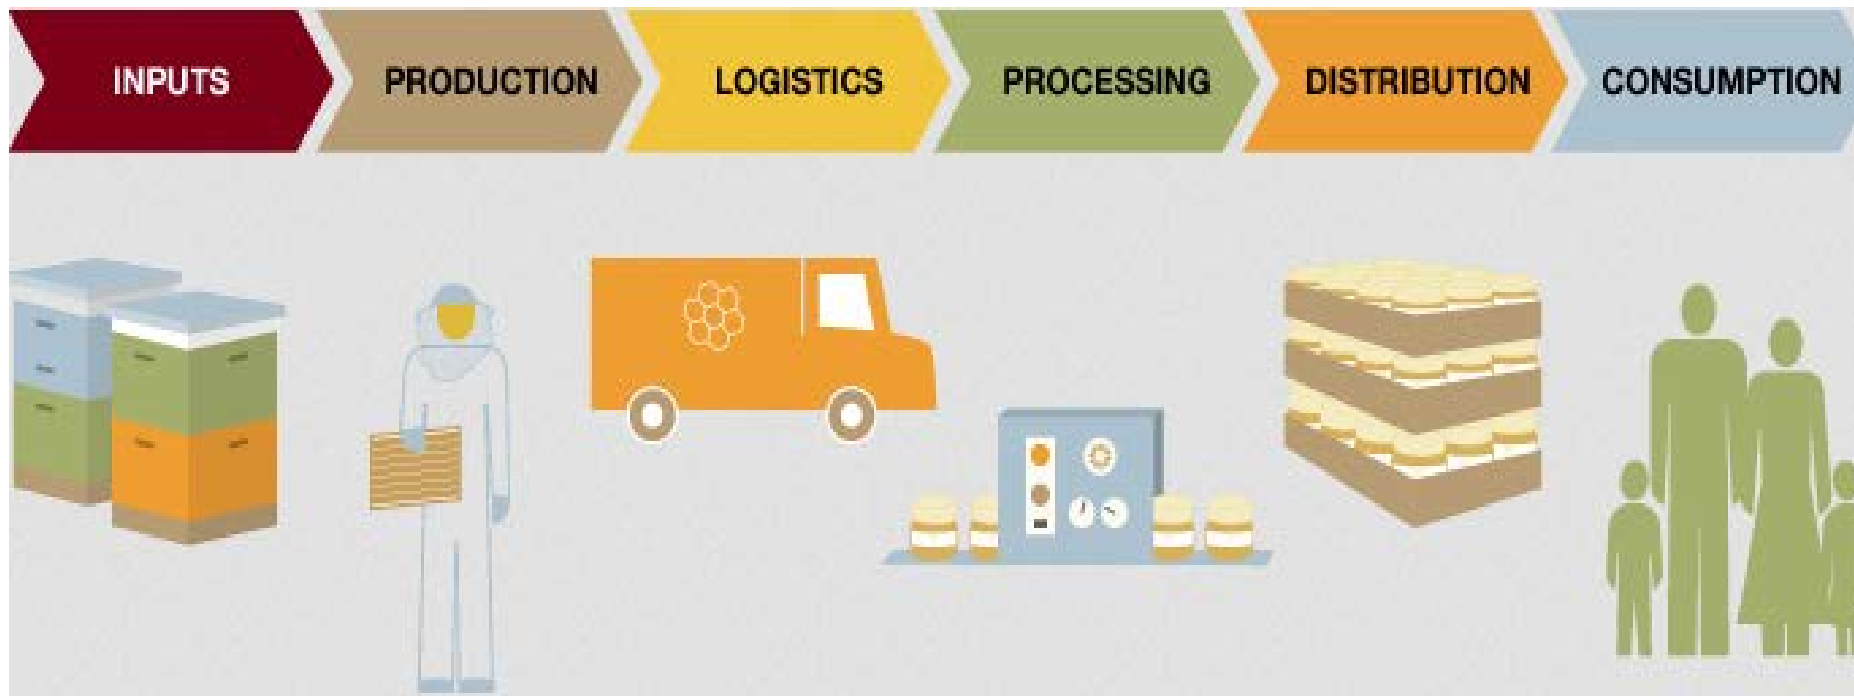 INPUTS
PRODUCTION
LOGISTICS
PROCESSING
DISTRIBUTION
CONSUMPTION